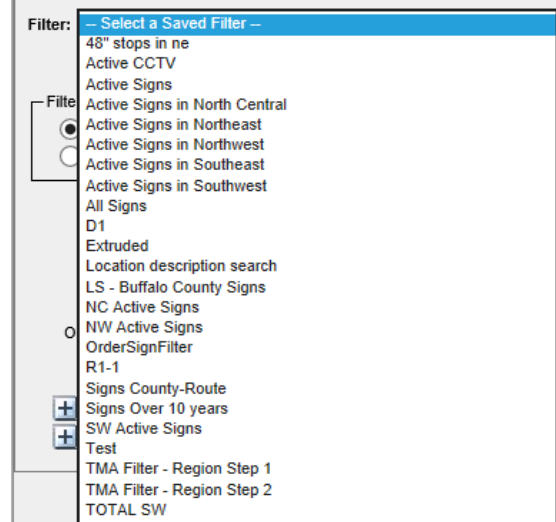 Filter: -- Select a Saved Filter --
48" stops in ne
Active CCTV
Active Signs
Active Signs in North Central
Active Signs in Northeast
Active Signs in Northwest
Active Signs in Southeast
Active Signs in Southwest
All Signs
D1
Extruded
Location description search
LS - Buffalo County Signs
NC Active Signs
NW Active Signs
OrderSignFilter
R1-1
Signs County-Route
Signs Over 10 years
SW Active Signs
Test
TMA Filter - Region Step 1
TMA Filter - Region Step 2
TOTAL SW